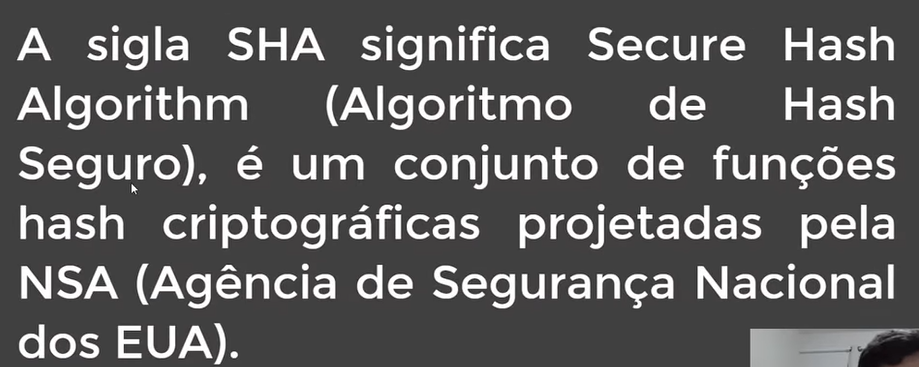 A sigla SHA significa Secure Hash
Algorithm (Algoritmo de Hash
Seguro), é um conjunto de funções
hash criptográficas projetadas pela
NSA (Agência de Segurança Nacional
dos EUA).